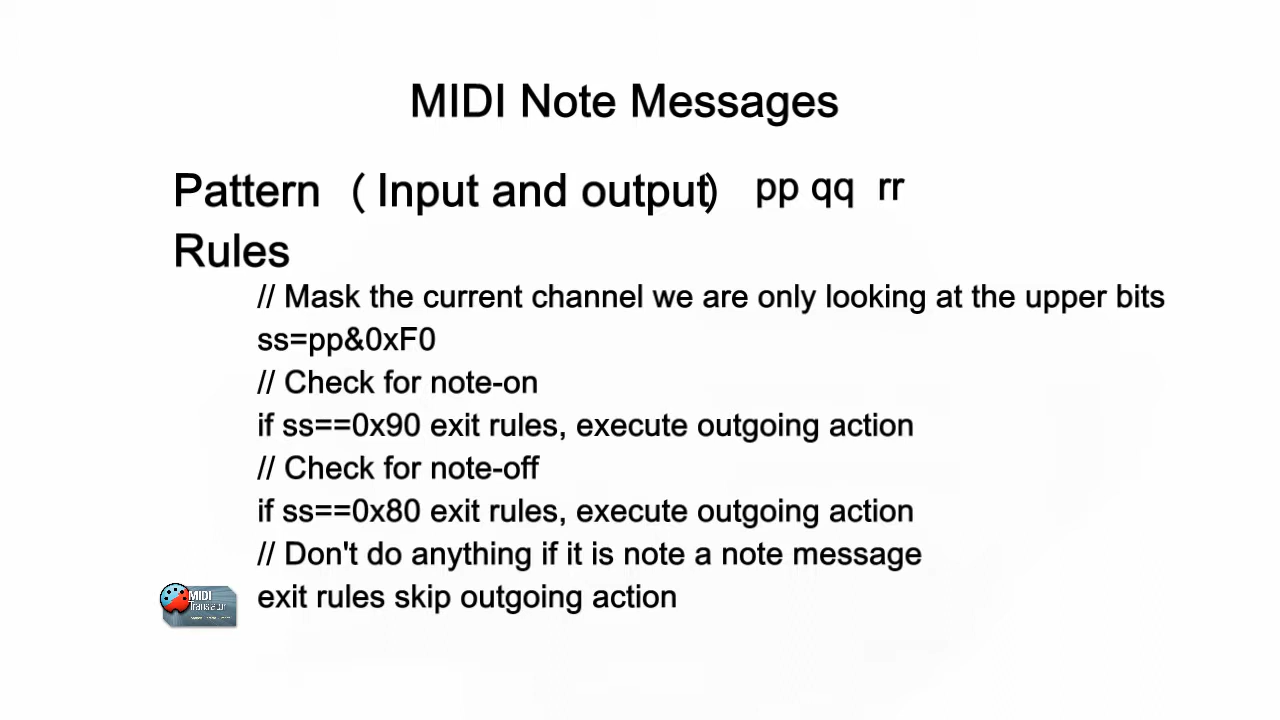 MIDI Note Messages
Pattern ( Input and output) pp qq rr
Rules
// Mask the current channel we are only looking at the upper bits
ss=pp&0xF0
// Check for note-on
if ss==0x90 exit rules, execute outgoing action
// Check for note-off
if ss==0x80 exit rules, execute outgoing action
// Don't do anything if it is note a note message
exit rules skip outgoing action
MIDI
Translator